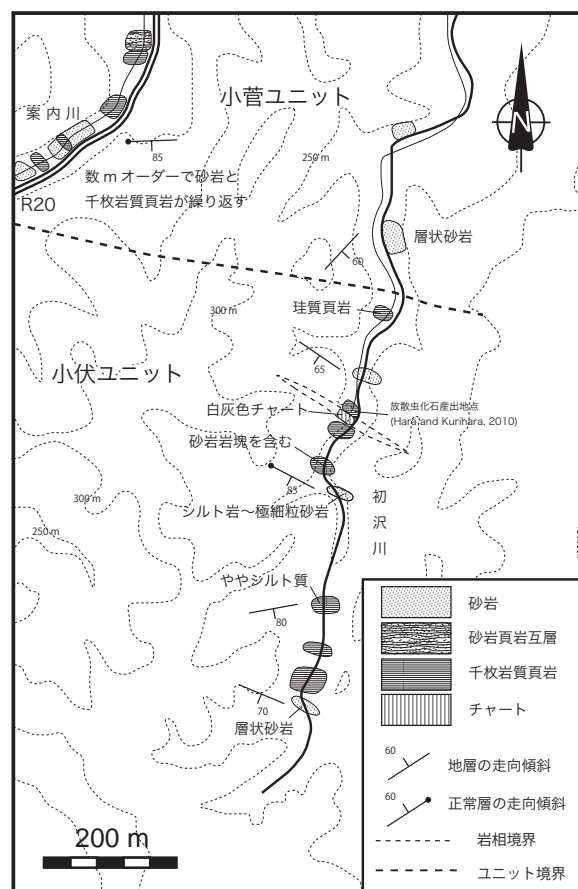 小菅ユニット
N
案内川
85
250 m
数 m オーダーで砂岩と
千枚岩質頁岩が繰り返す
R20
層状砂岩
60
珪質頁岩
300 m
65
小伏ユニット
白灰色チャート
放散虫化石産出地点
(Hara and Kurihara, 2010)
砂岩岩塊を含む
85
300 m
シルト岩～極細粒砂岩
初沢川
250 m
ややシルト質
80
70
層状砂岩
砂岩
砂岩頁岩互層
千枚岩質頁岩
チャート
60
地層の走向傾斜
60
正常層の走向傾斜
岩相境界
ユニット境界
200 m